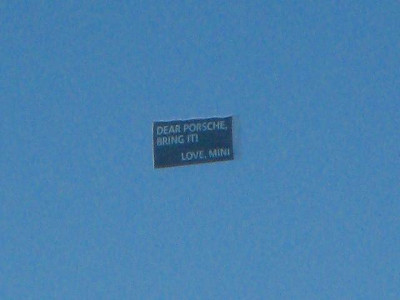 DEAR PORSCHE,
BRING IT!
LOVE, MINI